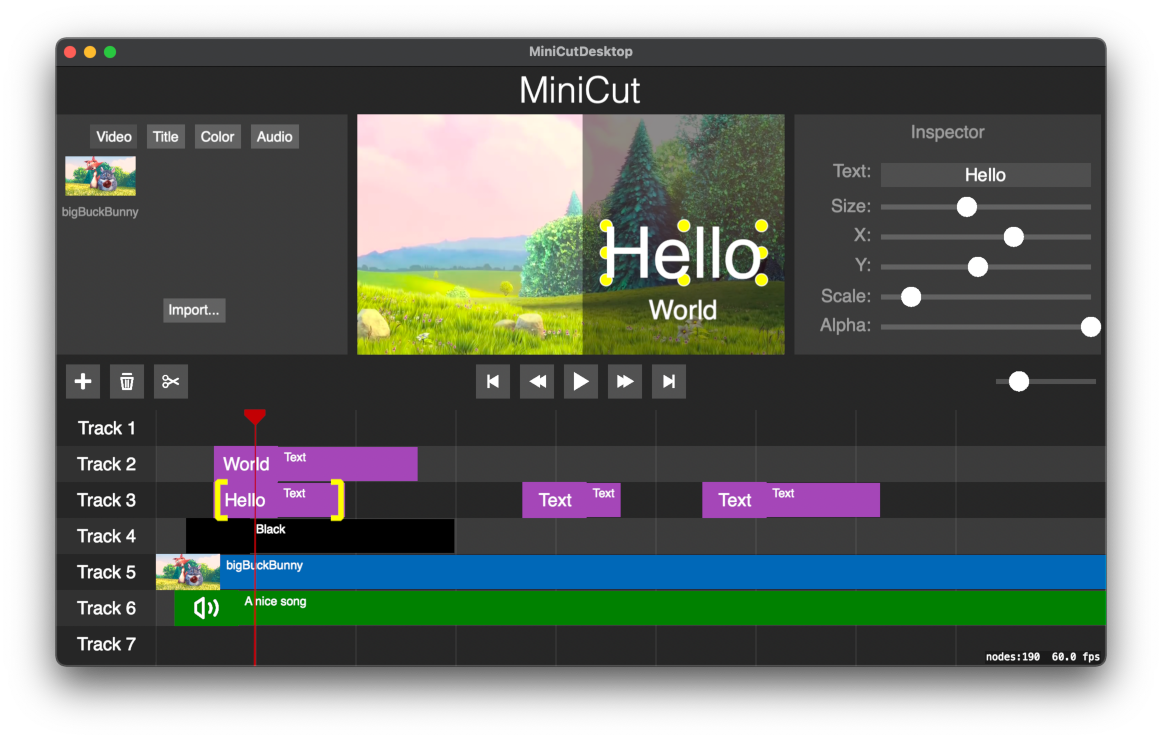 MiniCutDesktop
MiniCut
Video Title Color Audio
bigBuckBunny
Import...
Hello
World
Inspector
Text: Hello
Size:
X:
Y:
Scale:
Alpha:
Track 1
Track 2 World Text
Track 3 Hello Text Text Text Text Text
Track 4 Black
Track 5 bigBuckBunny
Track 6 A nice song
Track 7
nodes:190 60.0 fps